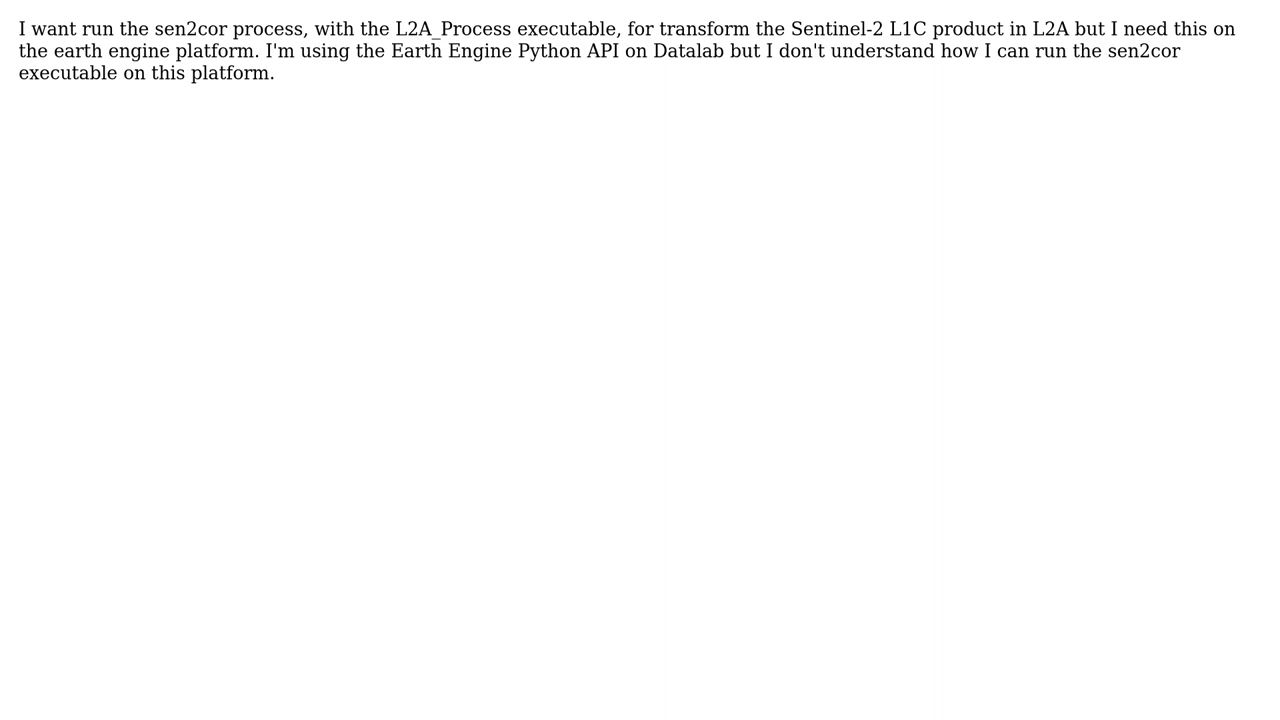 I want run the sen2cor process, with the L2A_Process executable, for transform the Sentinel-2 L1C product in L2A but I need this on
the earth engine platform. I'm using the Earth Engine Python API on Datalab but I don't understand how I can run the sen2cor
executable on this platform.